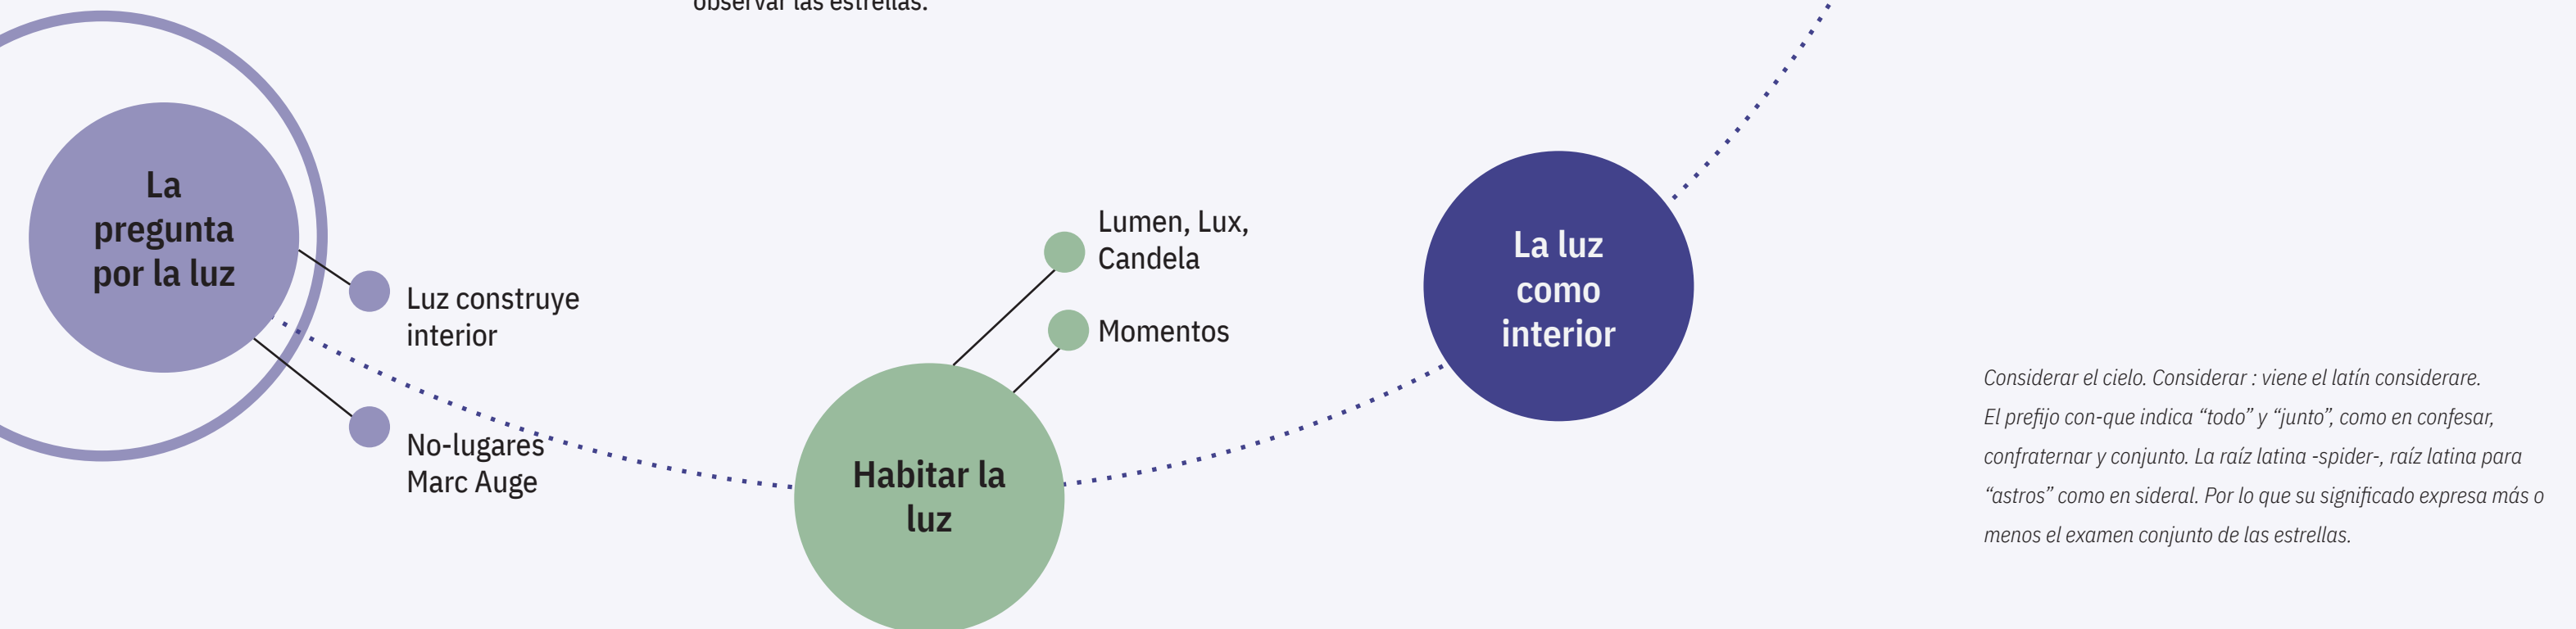 observar las estrellas.
La
pregunta
por la luz
Luz construye
interior
No-lugares
Marc Auge
Lumen, Lux,
Candela
Momentos
Habitar la
luz
La luz
como
interior
Considerar el cielo. Considerar : viene el latín considerare.
El prefijo con-que indica “todo” y “junto”, como en confesar,
confraternar y conjunto. La raíz latina -spider-, raíz latina para
“astros” como en sideral. Por lo que su significado expresa más o
menos el examen conjunto de las estrellas.